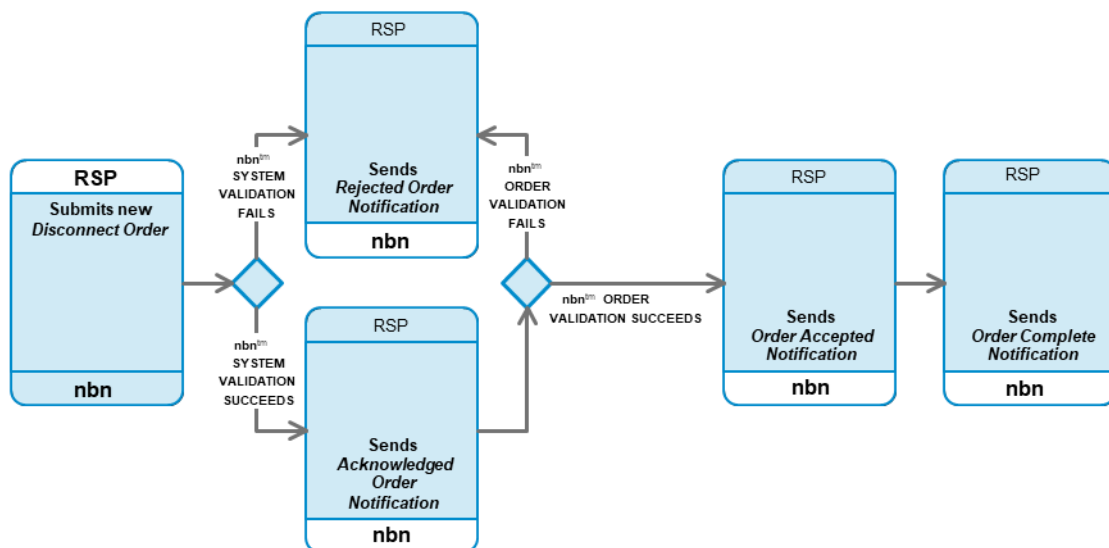 RSP
Submits new
Disconnect Order
nbn
nbn™
SYSTEM
VALIDATION
FAILS
nbn™
SYSTEM
VALIDATION
SUCCEEDS
RSP
Sends
Rejected Order
Notification
nbn
RSP
Sends
Acknowledged
Order
Notification
nbn
nbn™
ORDER
VALIDATION
FAILS
nbn™ ORDER
VALIDATION SUCCEEDS
RSP
Sends
Order Accepted
Notification
nbn
RSP
Sends
Order Complete
Notification
nbn